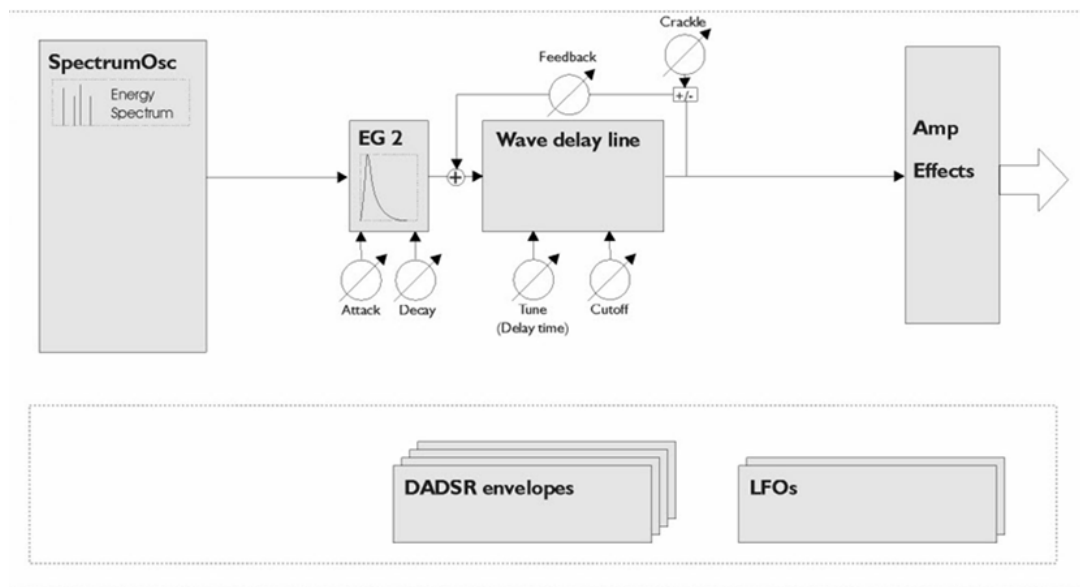 Crackle
Feedback
+/-
SpectrumOsc
Energy
Spectrum
EG 2
Wave delay line
+
Amp
Effects
Attack
Decay
Tune
(Delay time)
Cutoff
DADSR envelopes
LFOs